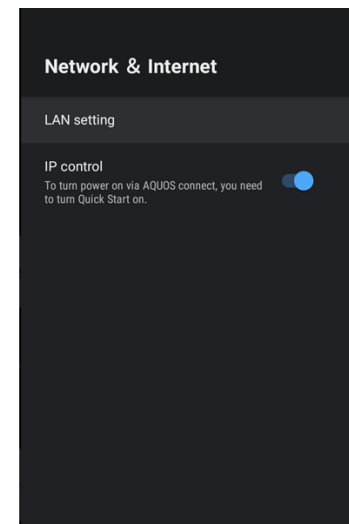 Network & Internet
LAN setting
IP control
To turn power on via AQUOS connect, you need
to turn Quick Start on.